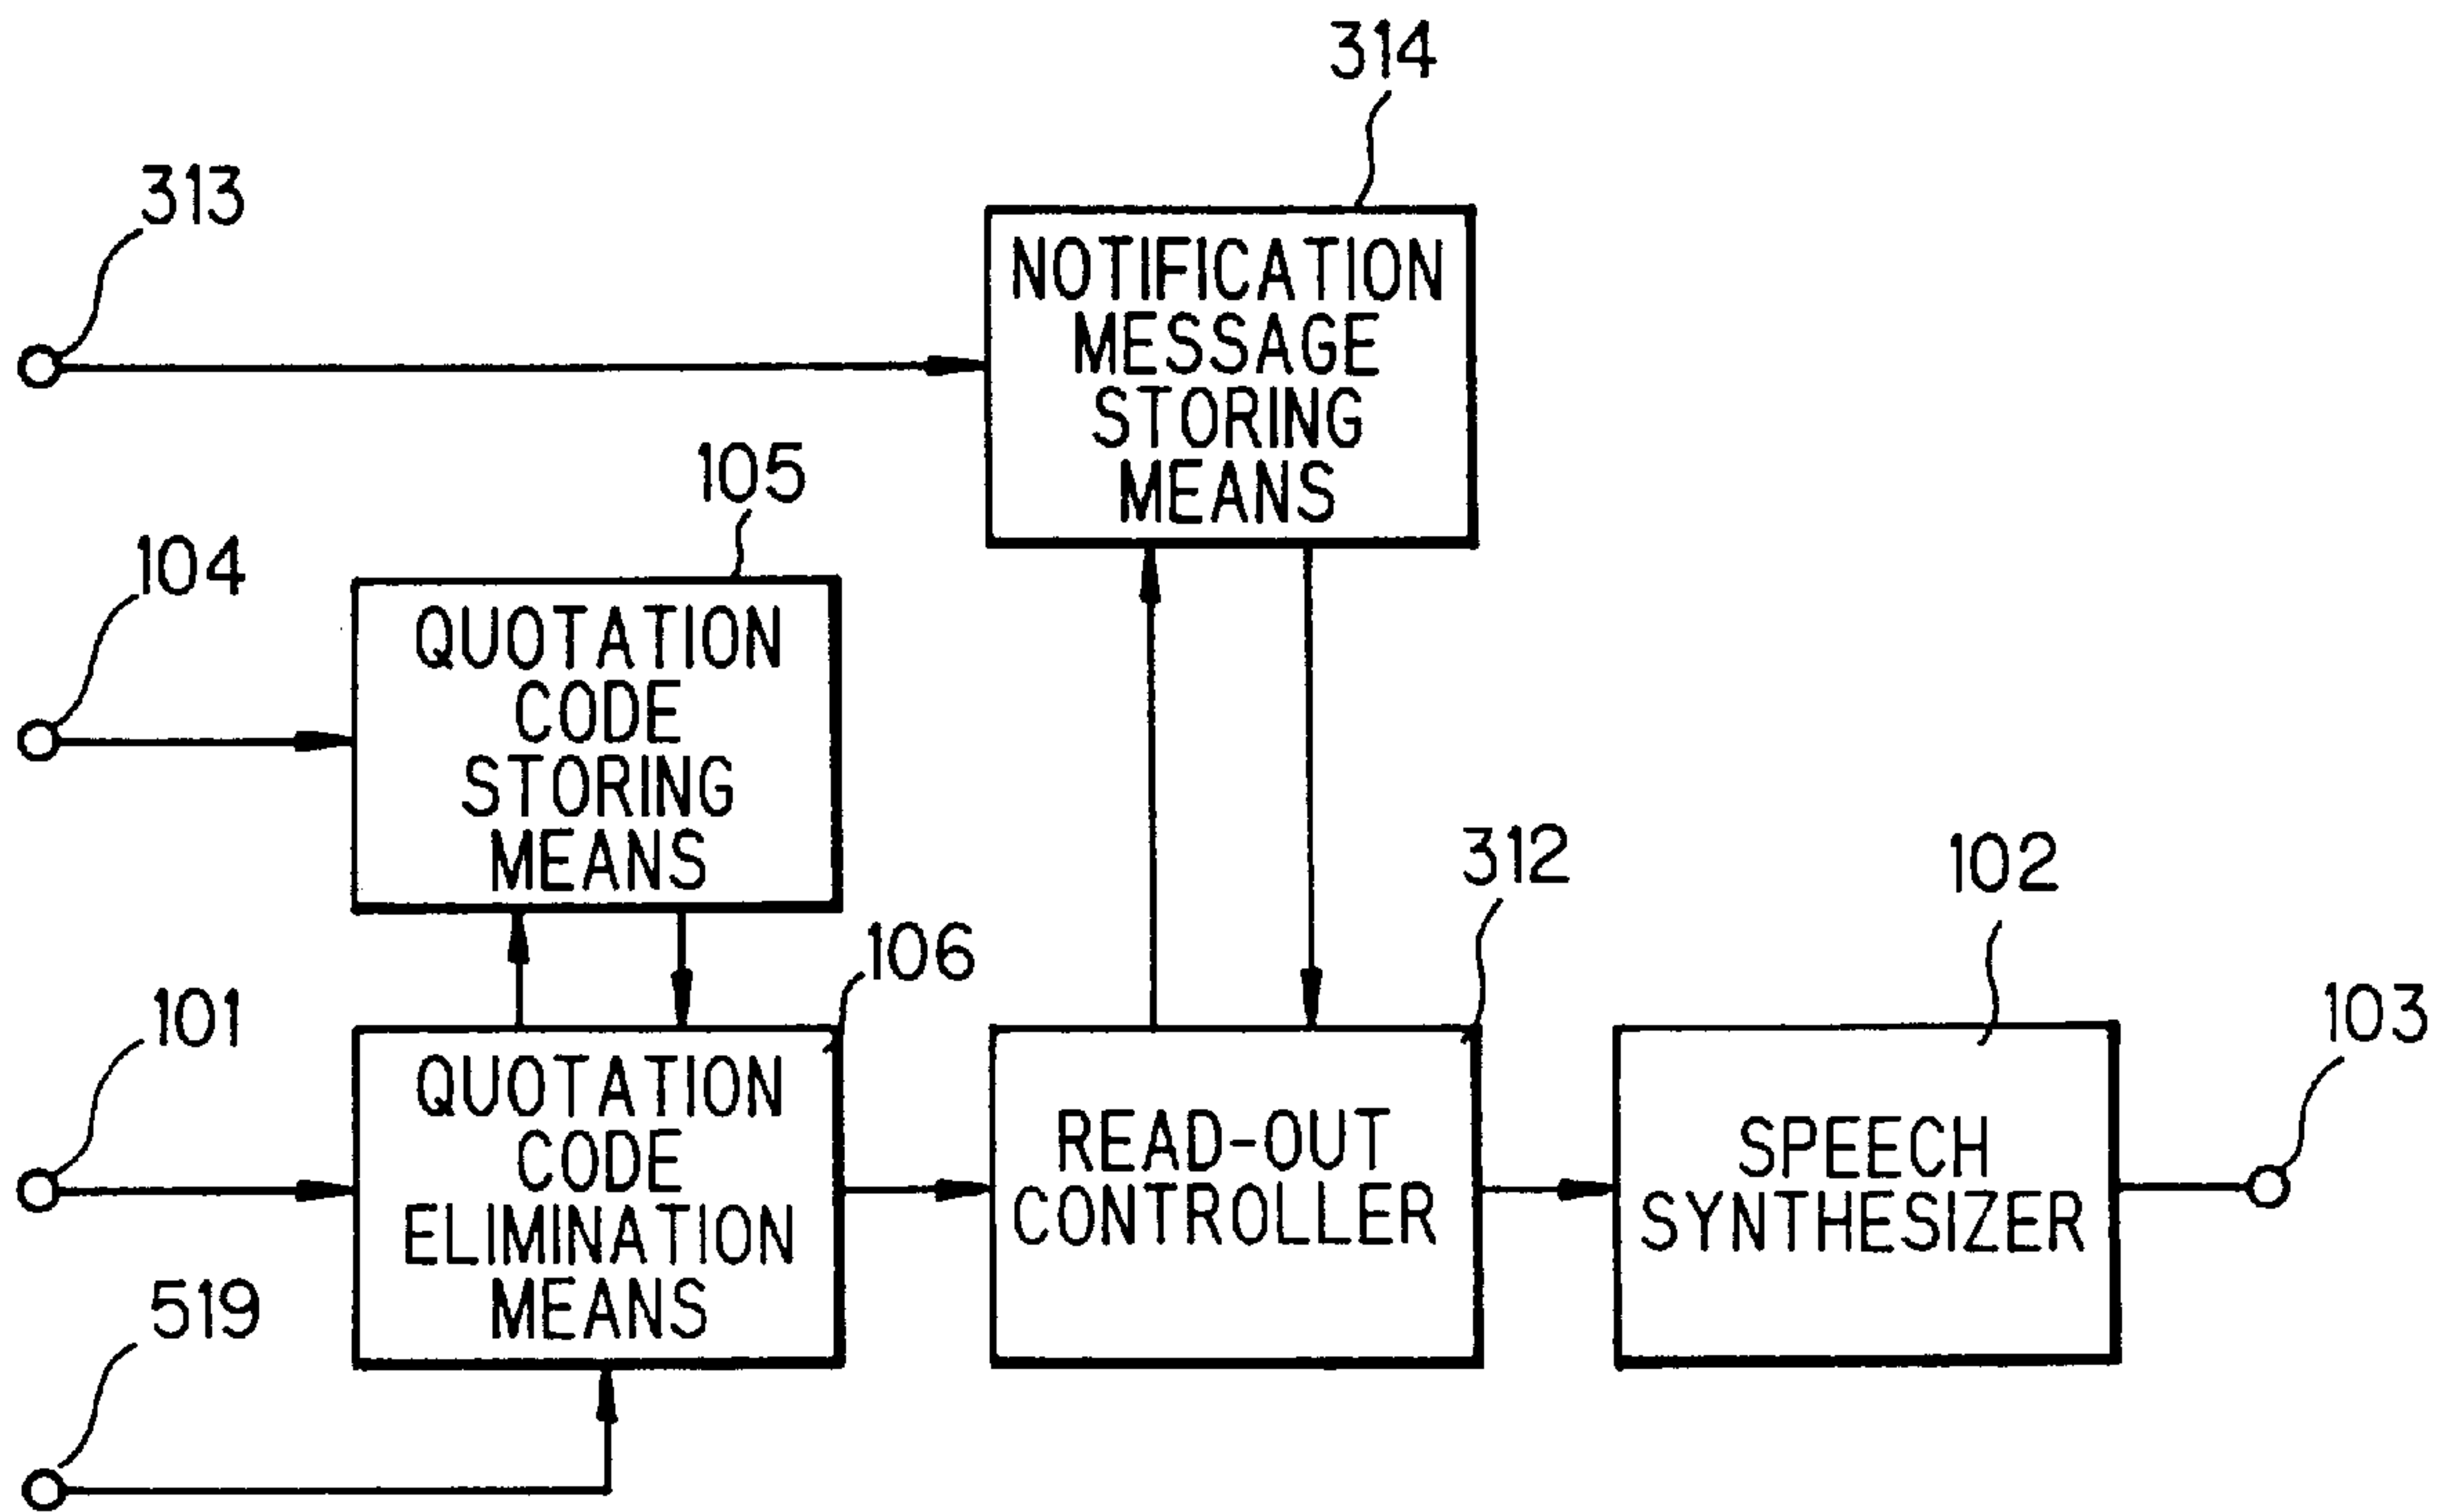 314
313
NOTIFICATION
MESSAGE
STORING
MEANS
105
104
QUOTATION
CODE
STORING
MEANS
312
102
106
101
103
QUOTATION
CODE
ELIMINATION
MEANS
READ-OUT
CONTROLLER
SPEECH
SYNTHESIZER
519